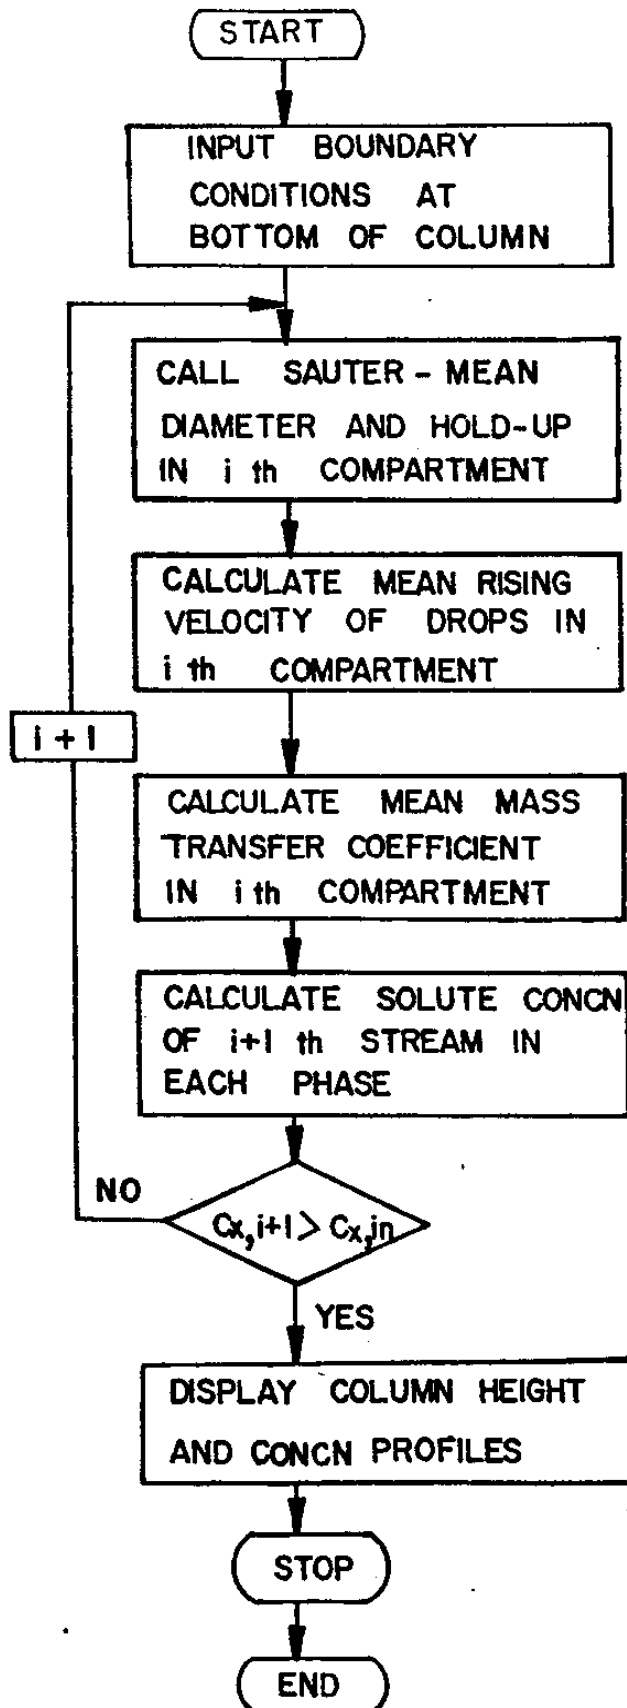 START
INPUT BOUNDARY
CONDITIONS AT
BOTTOM OF COLUMN
CALL SAUTER - MEAN
DIAMETER AND HOLD-UP
IN i th COMPARTMENT
CALCULATE MEAN RISING
VELOCITY OF DROPS IN
i th COMPARTMENT
i + 1
CALCULATE MEAN MASS
TRANSFER COEFFICIENT
IN i th COMPARTMENT
CALCULATE SOLUTE CONCN
OF i+1 th STREAM IN
EACH PHASE
NO
Cx,i+1 > Cx,in
YES
DISPLAY COLUMN HEIGHT
AND CONCN PROFILES
STOP
END